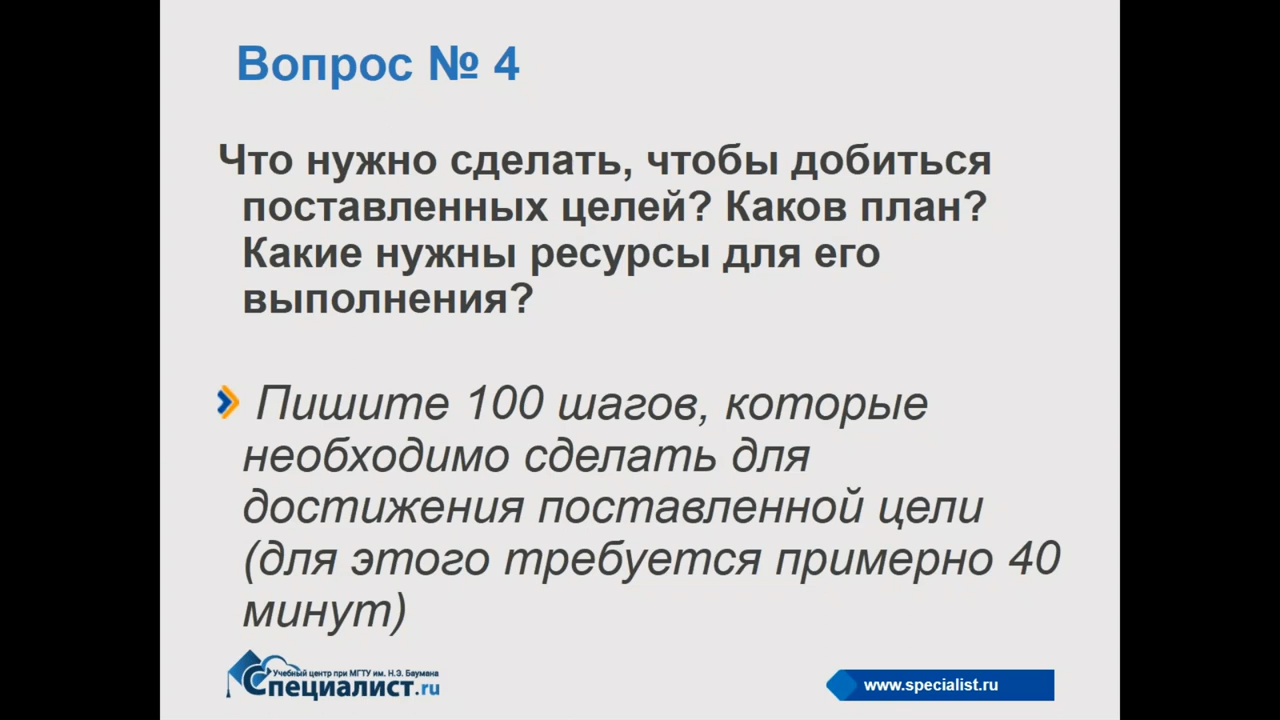 Вопрос № 4
Что нужно сделать, чтобы добиться
поставленных целей? Каков план?
Какие нужны ресурсы для его
выполнения?
Пишите 100 шагов, которые
необходимо сделать для
достижения поставленной цели
(для этого требуется примерно 40
минут)
Учебный центр при МГТУ им. Н.Э. Баумана
Специалист.ru
www.specialist.ru